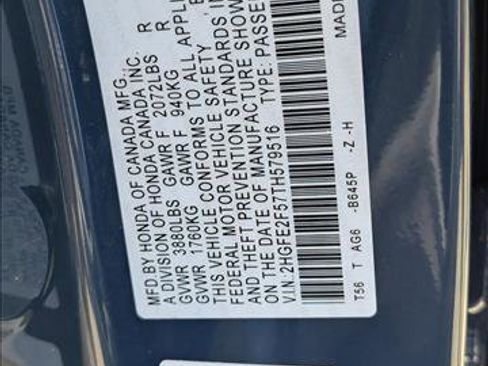 MFD.BY HONDA OF CANADA MFG.,
A DIVISION OF HONDA CANADA INC.
GVWR 3880LBS GAWR F 2072LBS R
GVWR 1760KG GAWR F 940KG R
THIS VEHICLE CONFORMS TO ALL APPLI
FEDERAL MOTOR VEHICLE SAFETY,
AND THEFT PREVENTION STANDARDS IN
ON THE DATE OF MANUFACTURE SHOWN
V.I.N:2HGFE2F57TH579516 TYPE:PASSE
T56 T AG6 -B645P -Z -H
MADE